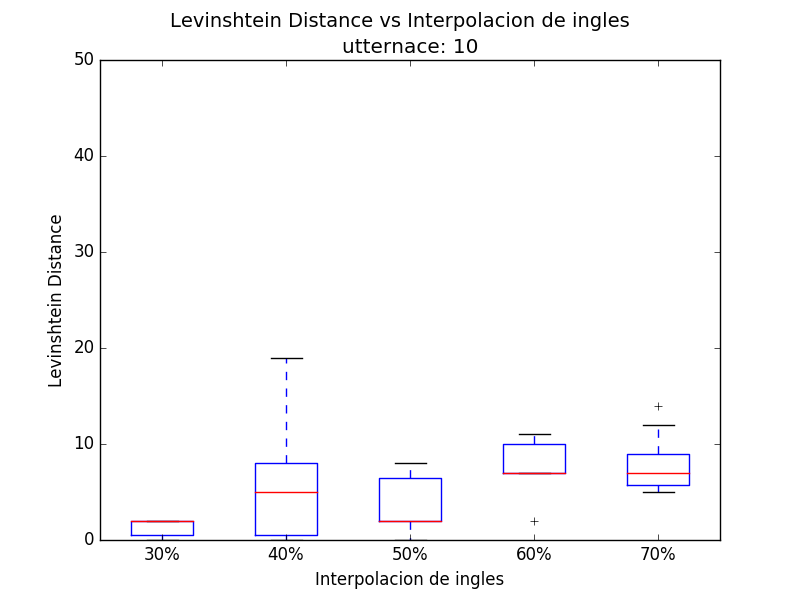 Levinshtein Distance vs Interpolacion de ingles
utternace: 10
50
40
30
20
10
0
Levinshtein Distance
30% 40% 50% 60% 70%
Interpolacion de ingles